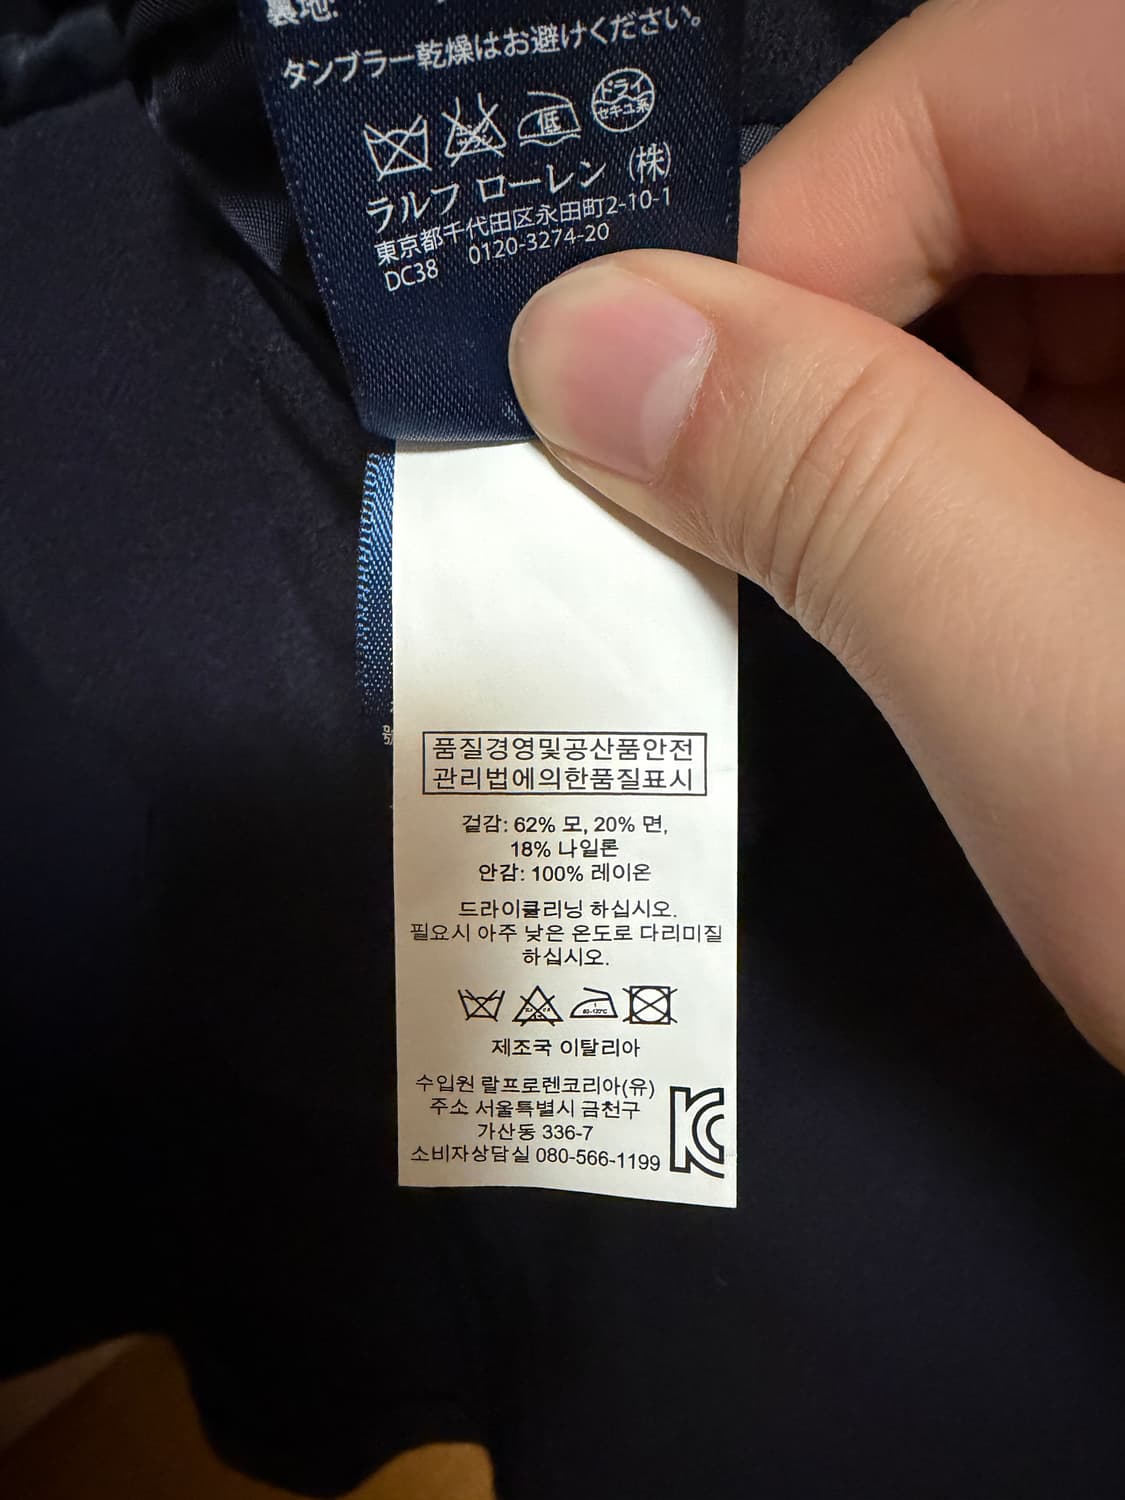 裏地:
タンブラー乾燥はお避けください。
低
ドライ
セキユ系
ラルフ ローレン (株)
東京都千代田区永田町2-10-1
DC38 0120-3274-20
품질경영및공산품안전
관리법에의한품질표시
겉감: 62% 모, 20% 면,
18% 나일론
안감: 100% 레이온
드라이클리닝 하십시오.
필요시 아주 낮은 온도로 다리미질
하십시오.
제조국 이탈리아
수입원 랄프로렌코리아(유)
주소 서울특별시 금천구
가산동 336-7
소비자상담실 080-566-1199